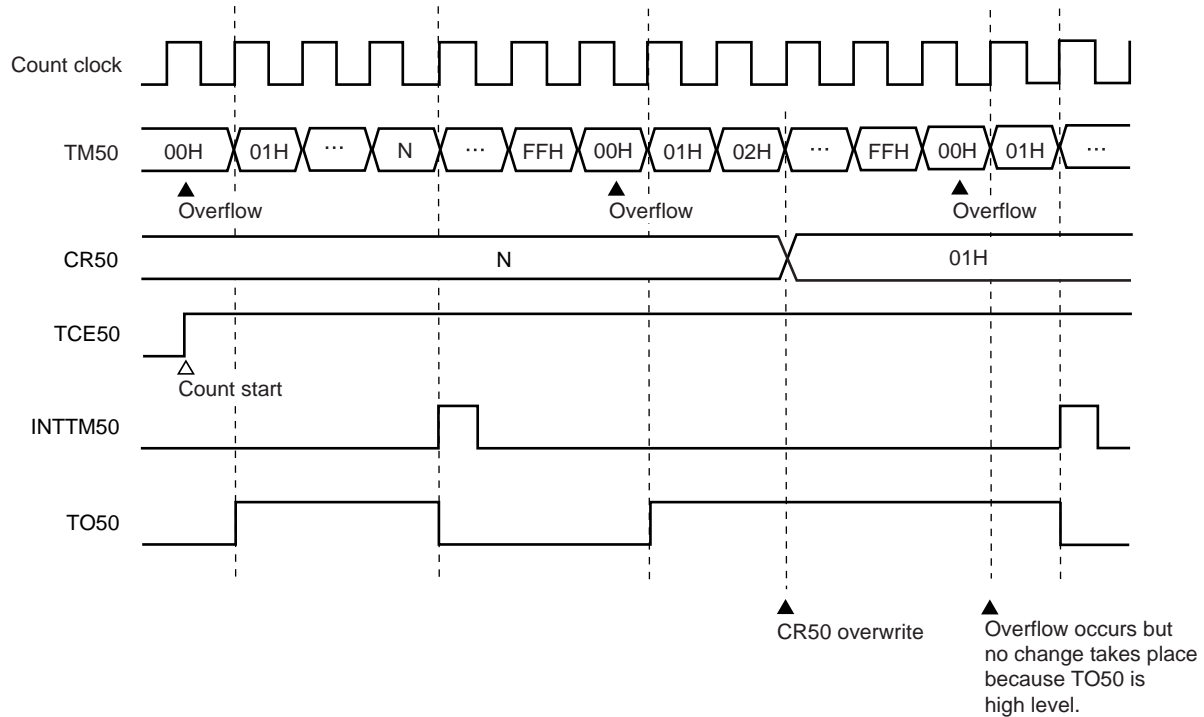 Count clock
TM50 00H 01H ... N ... FFH 00H 01H 02H ... FFH 00H 01H ...
Overflow Overflow Overflow
CR50 N 01H
TCE50
Count start
INTTM50
TO50
CR50 overwrite
Overflow occurs but
no change takes place
because TO50 is
high level.